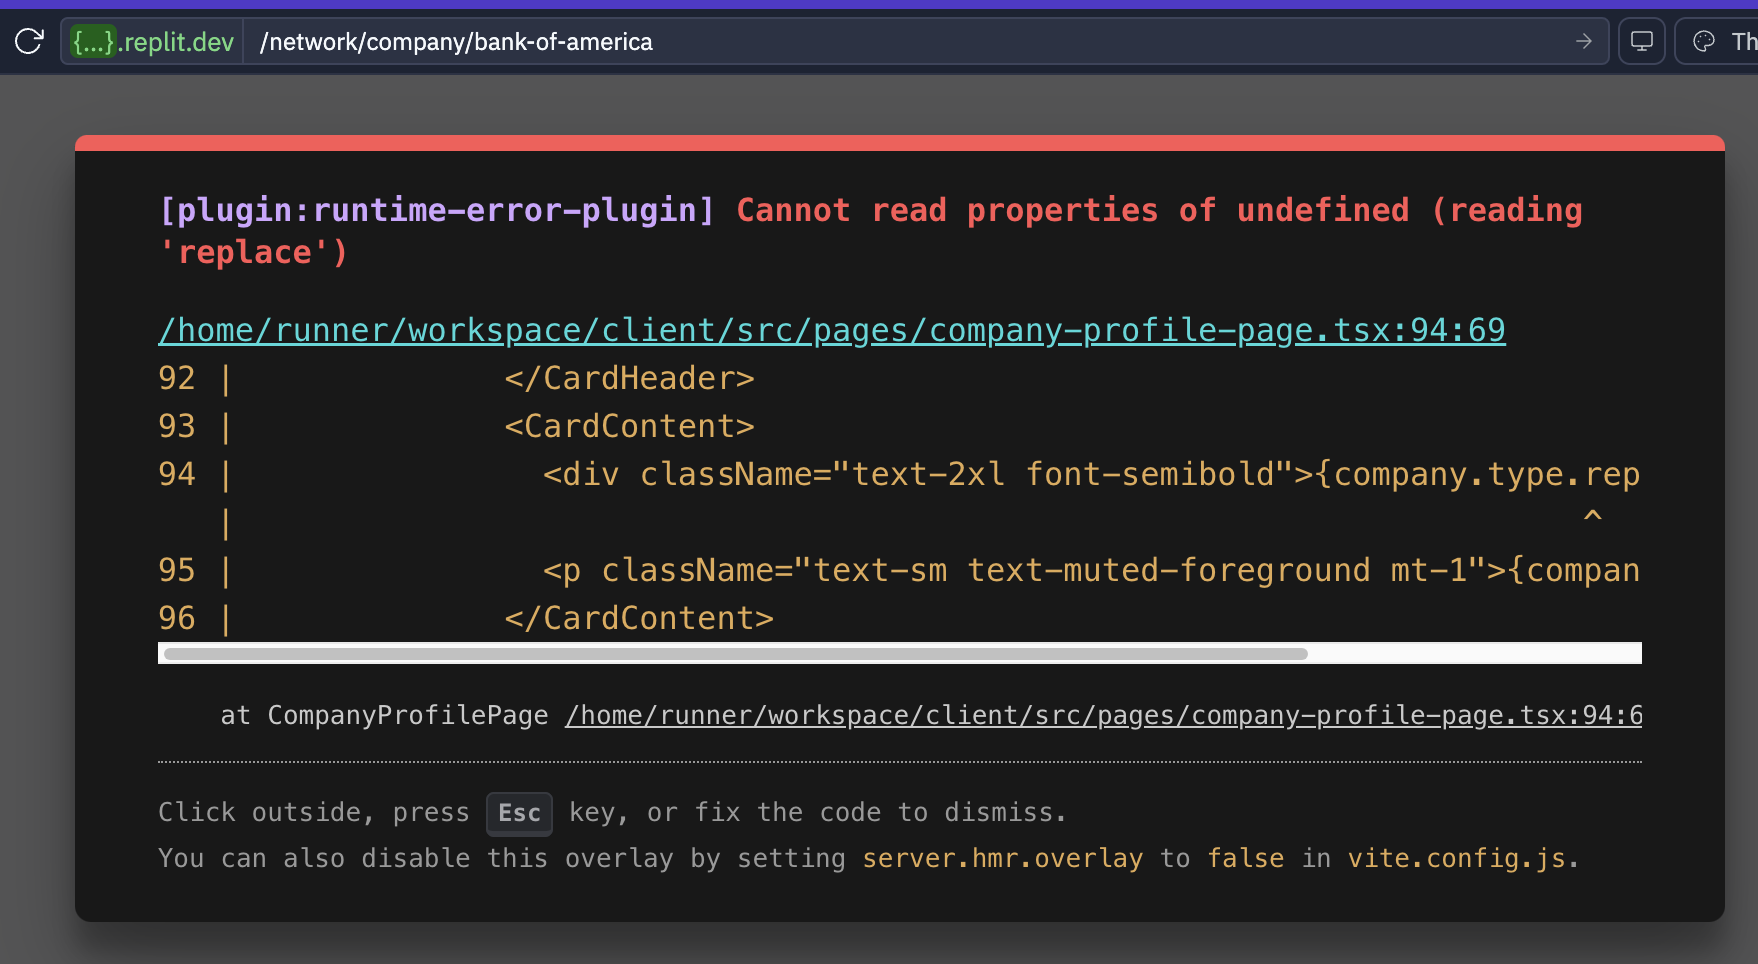 {...}.replit.dev /network/company/bank-of-america
[plugin:runtime-error-plugin] Cannot read properties of undefined (reading
'replace')
/home/runner/workspace/client/src/pages/company-profile-page.tsx:94:69
92 |              </CardHeader>
93 |              <CardContent>
94 |                <div className="text-2xl font-semibold">{company.type.rep
   |                                                                      ^
95 |                <p className="text-sm text-muted-foreground mt-1">{compan
96 |              </CardContent>
at CompanyProfilePage /home/runner/workspace/client/src/pages/company-profile-page.tsx:94:6
Click outside, press Esc key, or fix the code to dismiss.
You can also disable this overlay by setting server.hmr.overlay to false in vite.config.js.